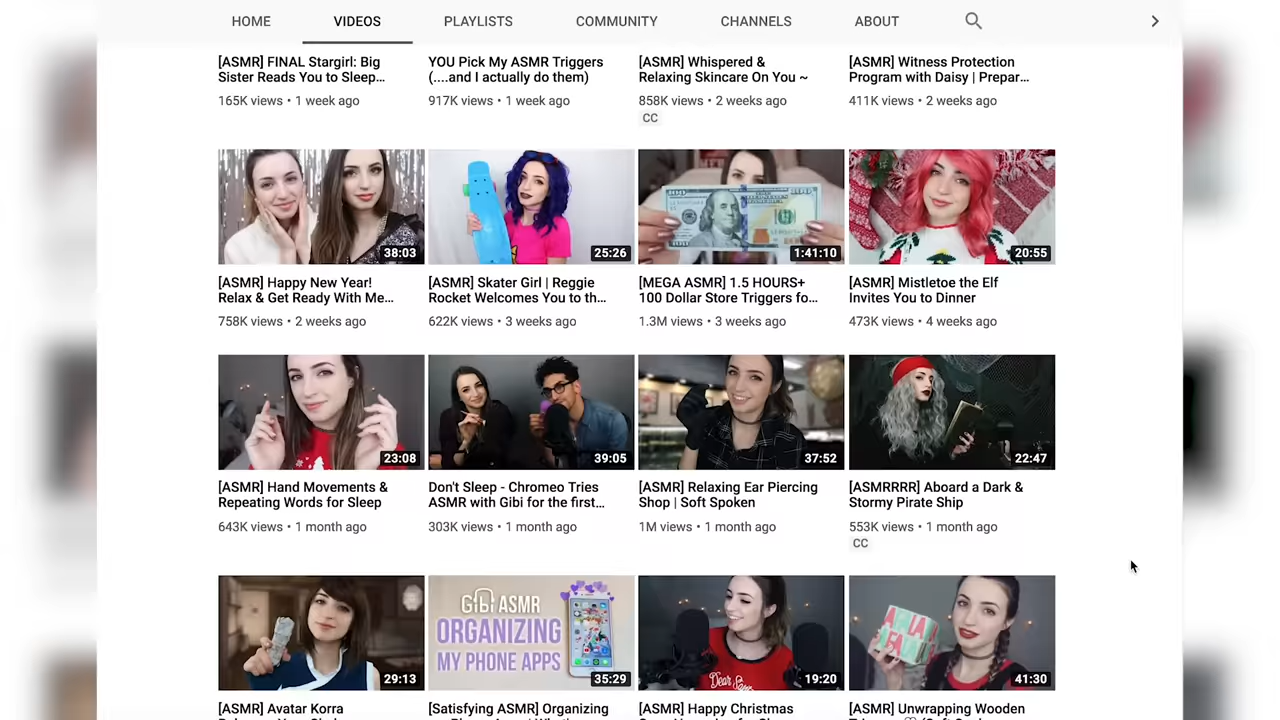 HOME VIDEOS PLAYLISTS COMMUNITY CHANNELS ABOUT
[ASMR] FINAL Stargirl: Big
Sister Reads You to Sleep...
165K views • 1 week ago
YOU Pick My ASMR Triggers
(....and I actually do them)
917K views • 1 week ago
[ASMR] Whispered &
Relaxing Skincare On You ~
858K views • 2 weeks ago
CC
[ASMR] Witness Protection
Program with Daisy | Prepar...
411K views • 2 weeks ago
38:03
[ASMR] Happy New Year!
Relax & Get Ready With Me...
758K views • 2 weeks ago
25:26
[ASMR] Skater Girl | Reggie
Rocket Welcomes You to th...
622K views • 3 weeks ago
100
100
1:41:10
[MEGA ASMR] 1.5 HOURS+
100 Dollar Store Triggers fo...
1.3M views • 3 weeks ago
20:55
[ASMR] Mistletoe the Elf
Invites You to Dinner
473K views • 4 weeks ago
23:08
[ASMR] Hand Movements &
Repeating Words for Sleep
643K views • 1 month ago
39:05
Don't Sleep - Chromeo Tries
ASMR with Gibi for the first...
303K views • 1 month ago
37:52
[ASMR] Relaxing Ear Piercing
Shop | Soft Spoken
1M views • 1 month ago
22:47
[ASMRRRR] Aboard a Dark &
Stormy Pirate Ship
553K views • 1 month ago
CC
29:13
[ASMR] Avatar Korra
GIBI ASMR
ORGANIZING
MY PHONE APPS
35:29
[Satisfying ASMR] Organizing
Dear
19:20
[ASMR] Happy Christmas
FA LA
LA
41:30
[ASMR] Unwrapping Wooden